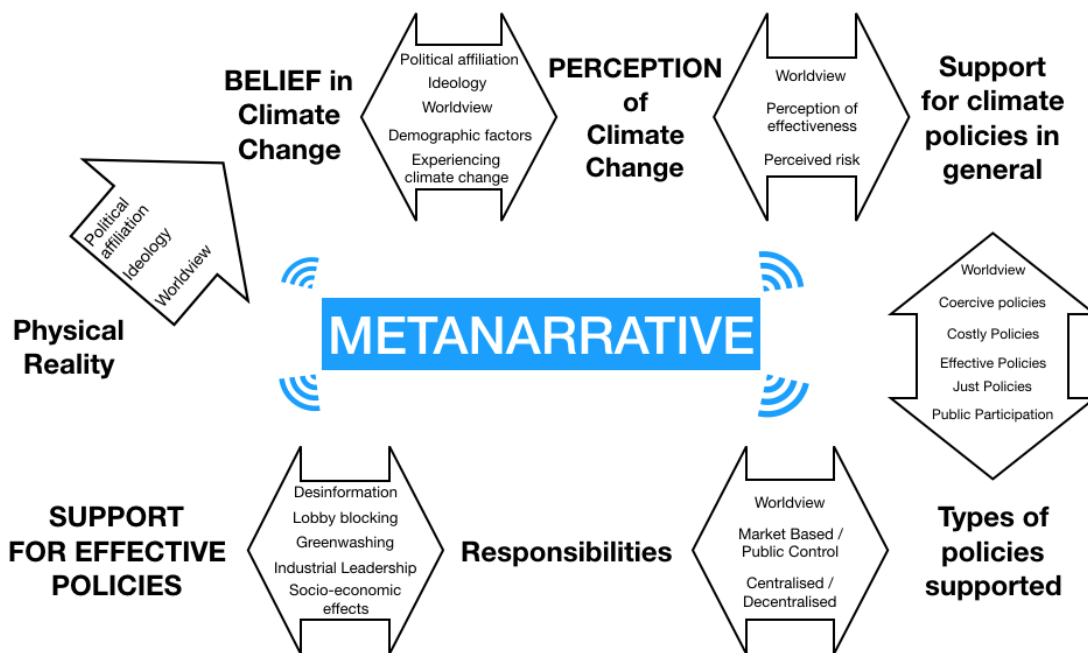 Physical
Reality
Political
affiliation
Ideology
Worldview
BELIEF in
Climate
Change
Political affiliation
Ideology
Worldview
Demographic factors
Experiencing
climate change
PERCEPTION
of
Climate
Change
Worldview
Perception of
effectiveness
Perceived risk
Support
for climate
policies in
general
Worldview
Coercive policies
Costly Policies
Effective Policies
Just Policies
Public Participation
METANARRATIVE
Types of
policies
supported
Worldview
Market Based /
Public Control
Centralised /
Decentralised
Responsibilities
Desinformation
Lobby blocking
Greenwashing
Industrial Leadership
Socio-economic
effects
SUPPORT
FOR EFFECTIVE
POLICIES